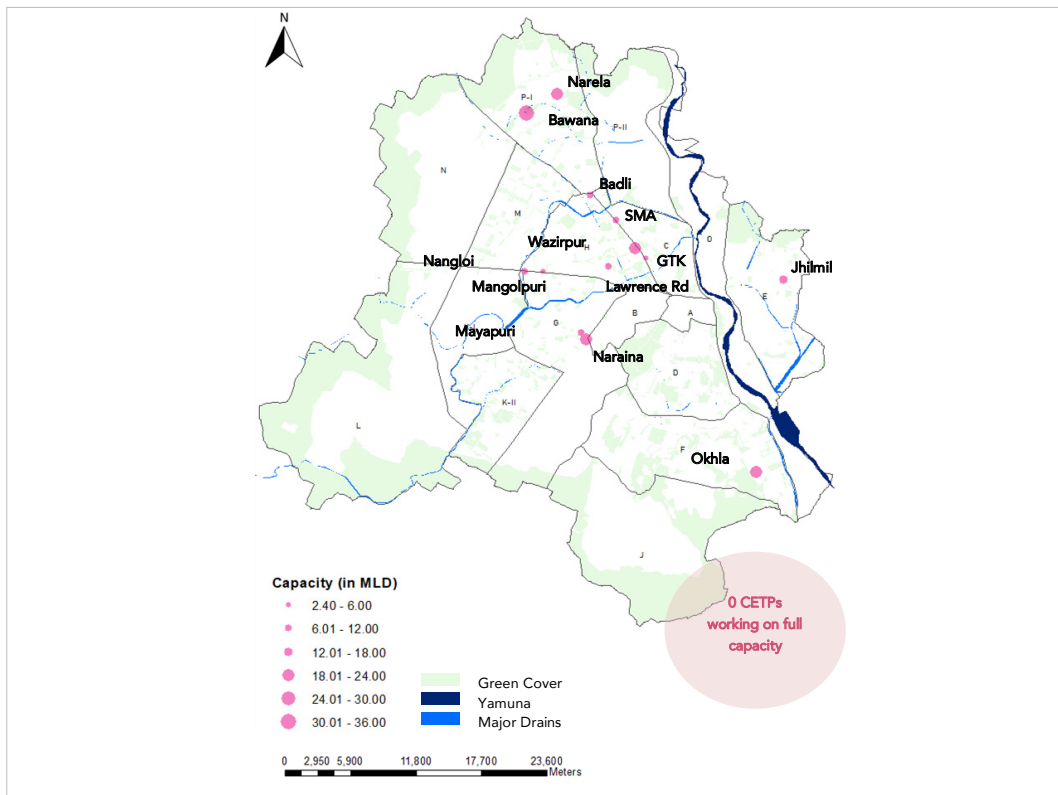 N
Narela
P-I
Bawana
P-II
N
Badli
M
SMA
Wazirpur
H
C
O
Nangloi
GTK
Jhilmil
Mangolpuri
Lawrence Rd
E
Mayapuri
G
B
A
Naraina
D
K-II
L
F
Okhla
J
Capacity (in MLD)
2.40 - 6.00
6.01 - 12.00
12.01 - 18.00
18.01 - 24.00
24.01 - 30.00
30.01 - 36.00
Green Cover
Yamuna
Major Drains
0 CETPs
working on full
capacity
0 2,950 5,900 11,800 17,700 23,600
Meters